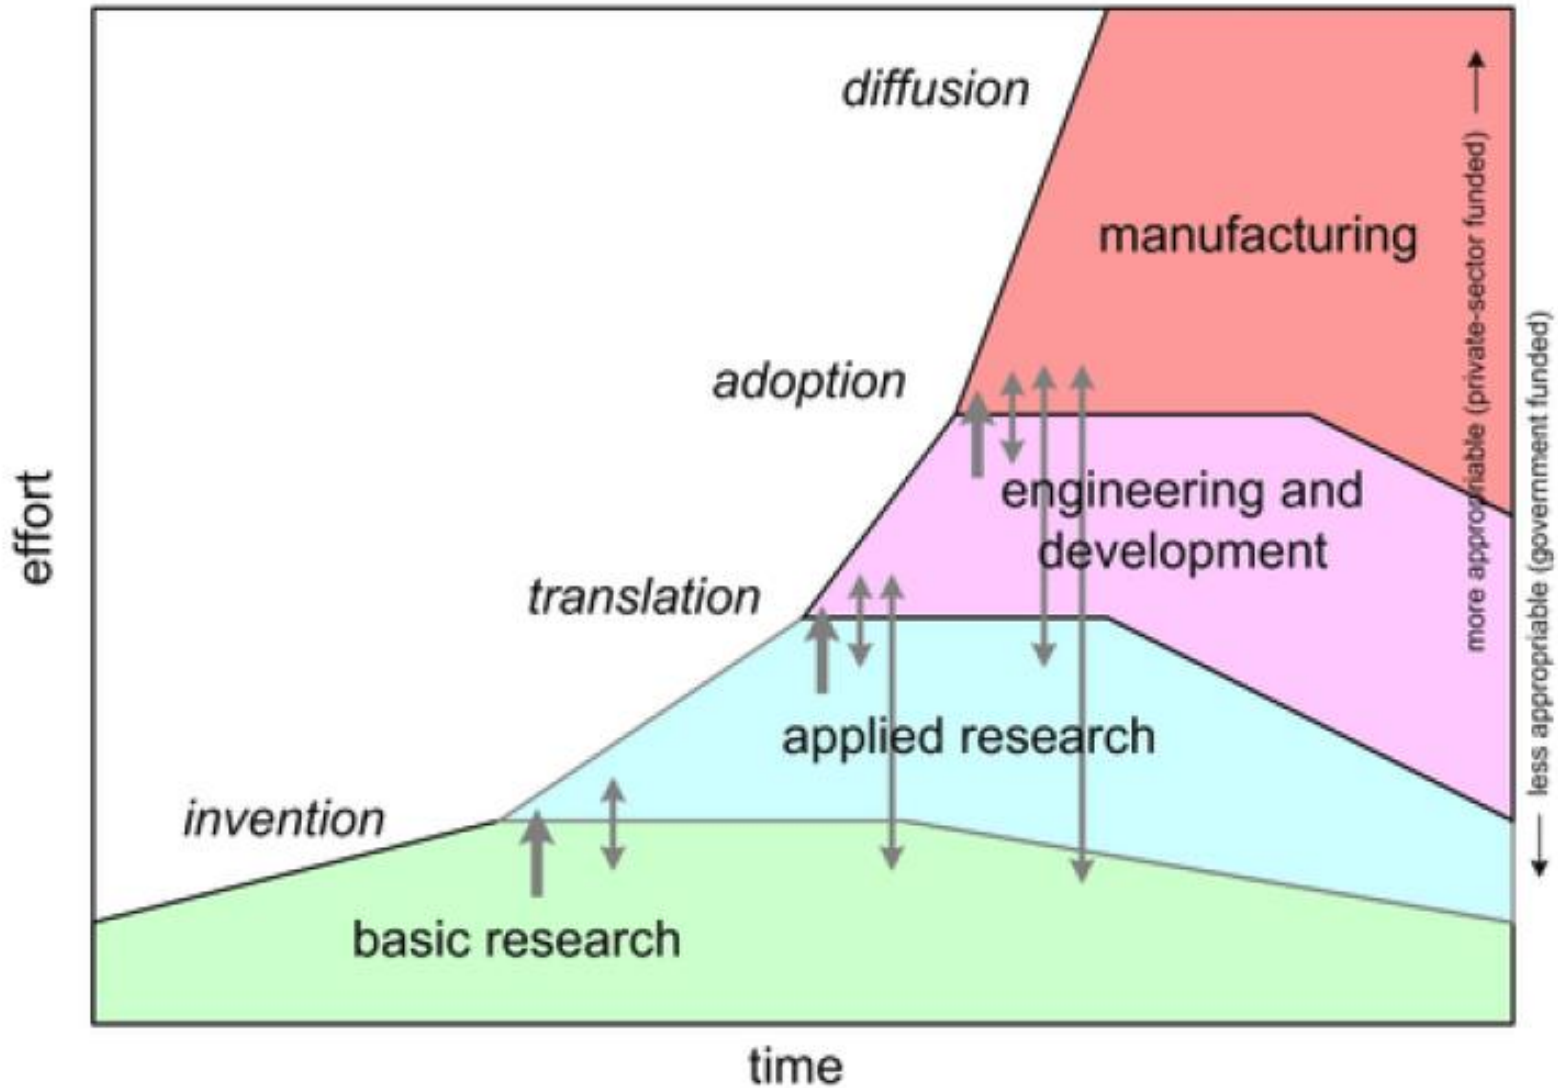 diffusion
manufacturing
adoption
engineering and
development
translation
applied research
invention
basic research
effort
time
more appropriable (private-sector funded)
less appropriable (government funded)